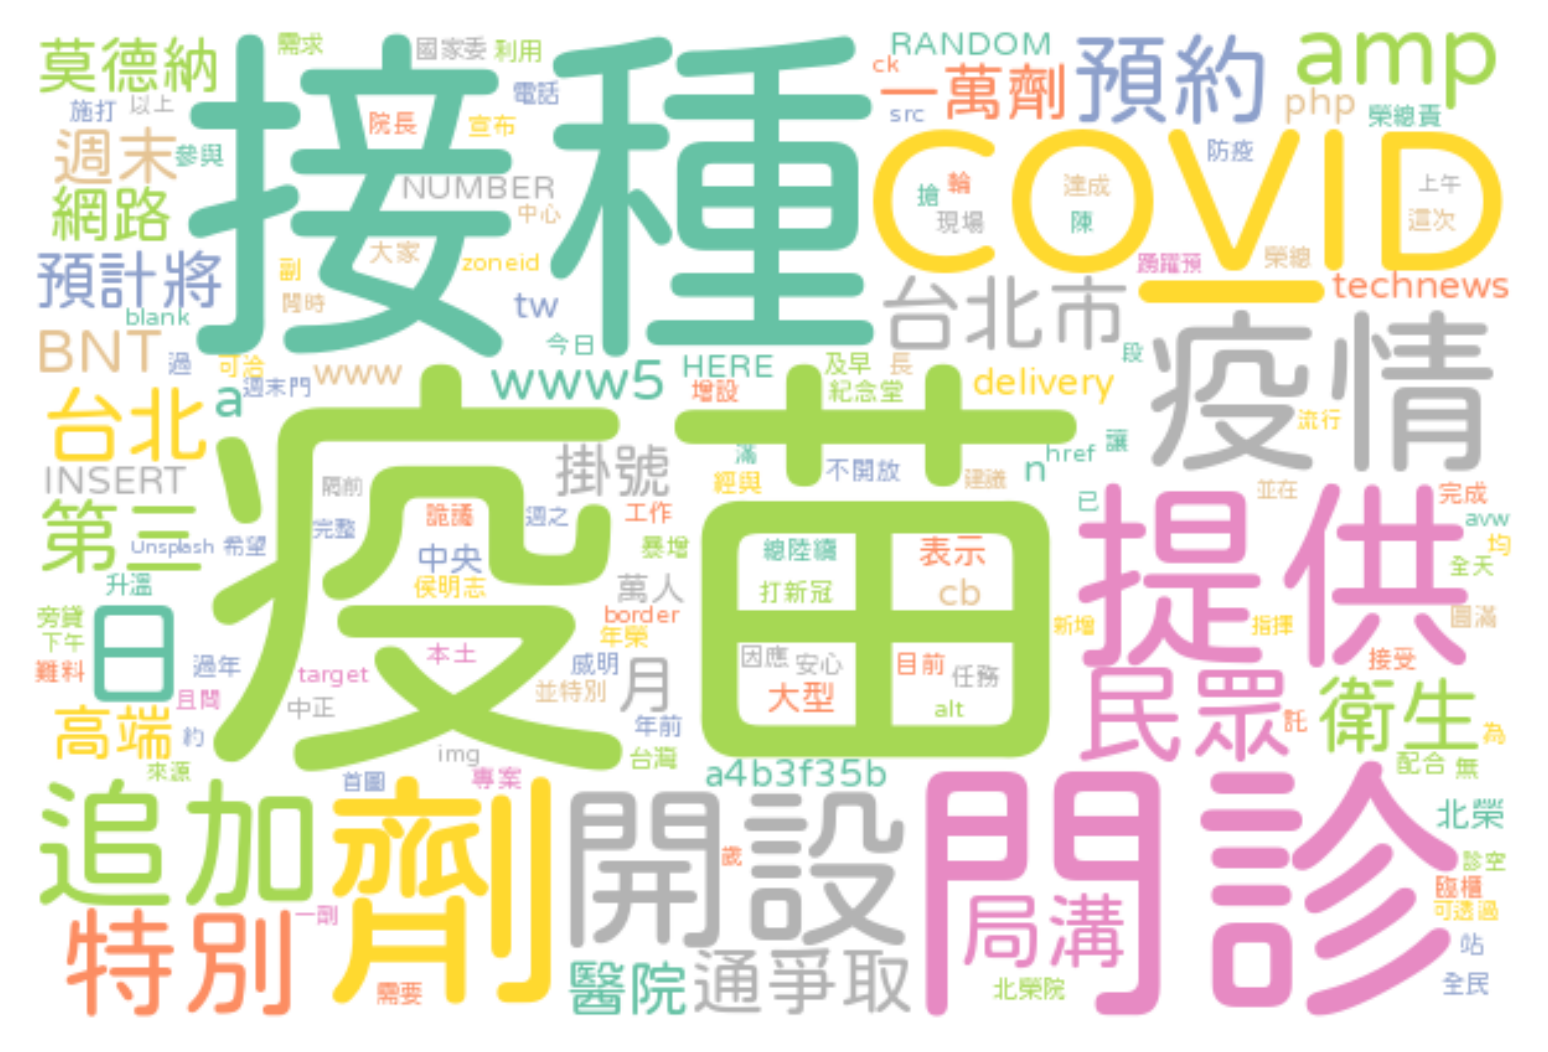 莫德納
接種
需求
國家委
利用
電話
施打
以上
院長
宣布
週末
參與
NUMBER
網路
中心
大家
副
zoneid
預計將
閥時
tw
blank
今日
BNT
過
可洽
週末門
www
www5
HERE
增設
及早
長
紀念堂
delivery
RANDOM
ck
一萬劑
預約
amp
src
php
榮總責
COVID
防疫
搶
輪
現場
達成
陳
上午
這次
踴躍預
榮總
台北市
一
technews
段
疫情
流行
台北
a
疫苗
掛號
滿
經與
不開放
建議
n
href
讓
INSERT
隔前
詭譎
週之
工作
完整
第三
Unsplash
希望
中央
侯明志
暴增
總陸續
表示
打新冠
cb
萬人
border
年榮
升溫
旁貸
下午
日
難料
過年
且閥
target
本土
威明
並特別
月
因應
安心
目前
任務
大型
alt
中正
年前
高端
約
來源
img
專案
台灣
首圖
a4b3f35b
並在
已
提供
完成
avw
均
全天
新增
指揮
圓滿
接受
民眾
託
衛生
為
配合
無
追加
劑
開設
歲
門診
北榮
診空
臨櫃
可透過
站
全民
特別
一劑
需要
醫院
通爭取
局溝
北榮院